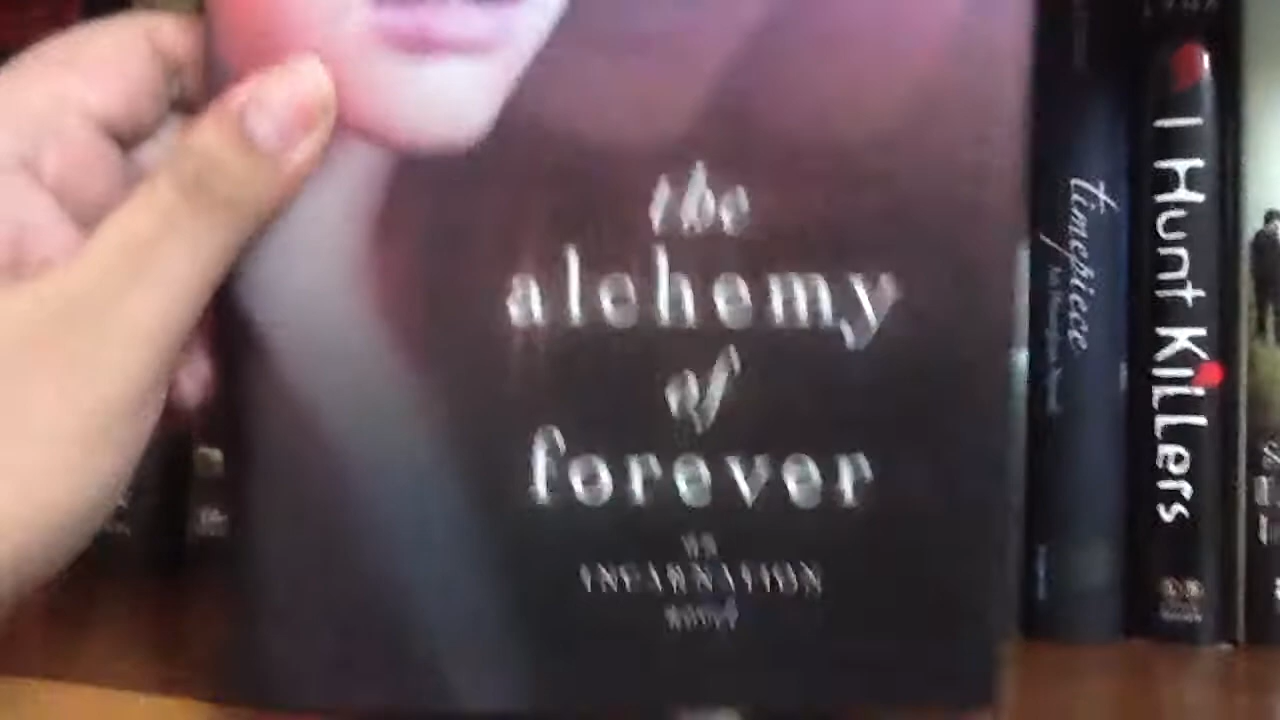 the
alchemy
of
forever
an
INCARNATION
novel
timepiece
I Hunt Killers